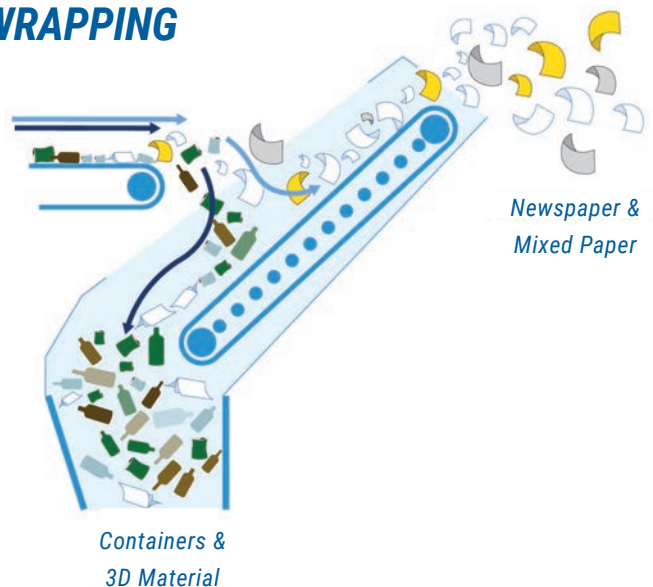 WRAPPING
Newspaper &
Mixed Paper
Containers &
3D Material